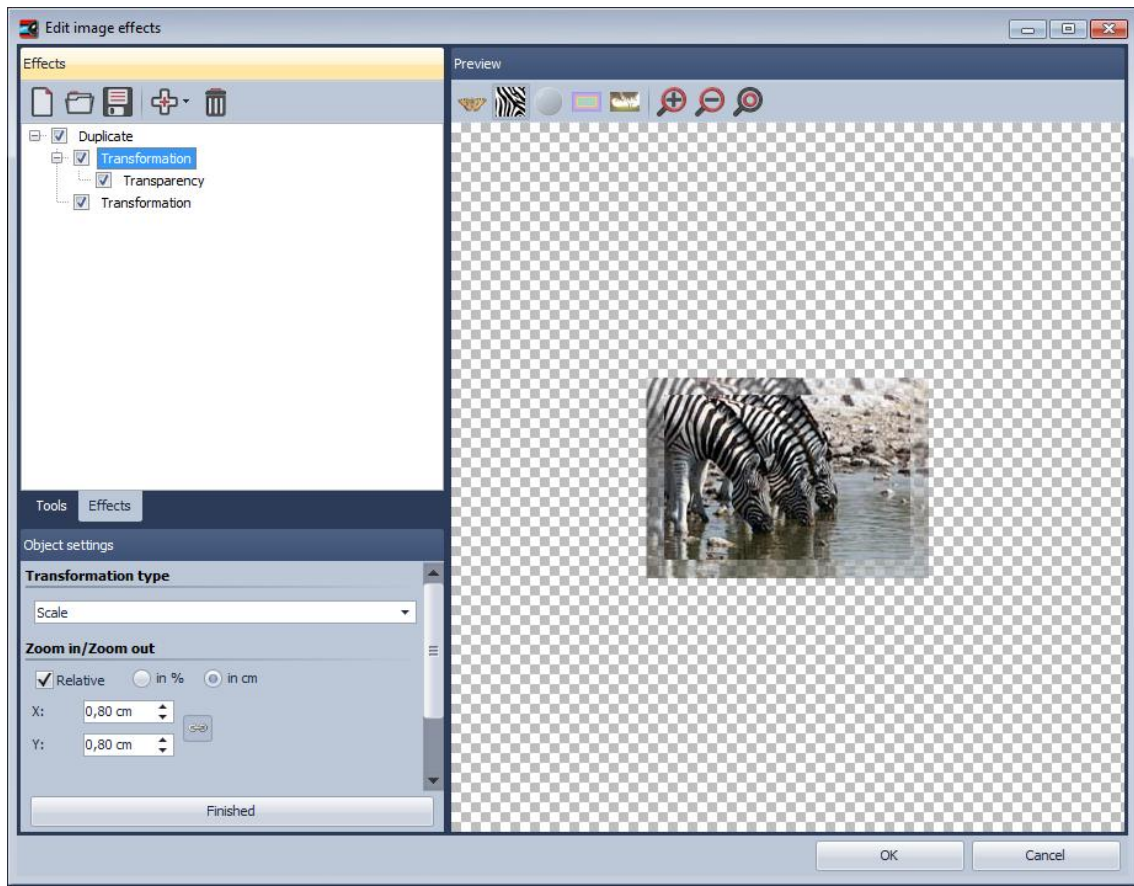 Edit image effects
Effects
Preview
Duplicate
Transformation
Transparency
Transformation
Tools Effects
Object settings
Transformation type
Scale
Zoom in/Zoom out
Relative in % in cm
X: 0,80 cm
Y: 0,80 cm
Finished
OK Cancel